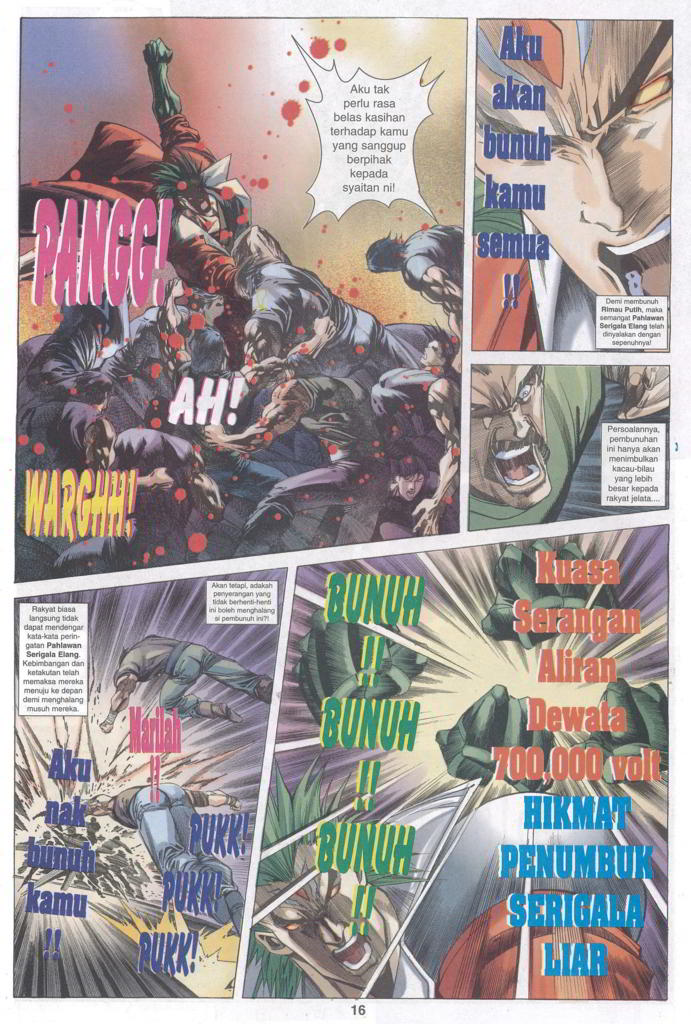 Aku tak
perlu rasa
belas kasihan
terhadap kamu
yang sanggup
berpihak
kepada
syaitan ni!
PANGG!
AH!
WARGHH!
Aku
akan
bunuh
kamu
semua
!!
Demi membunuh
Rimau Putih, maka
semangat Pahlawan
Serigala Elang telah
dinyalakan dengan
sepenuhnya!
Persoalannya,
pembunuhan
ini hanya akan
menimbulkan
kacau-bilau
yang lebih
besar kepada
rakyat jelata....
Rakyat biasa
langsung tidak
dapat mendengar
kata-kata perin-
gatan Pahlawan
Serigala Elang.
Kebimbangan dan
ketakutan telah
memaksa mereka
menuju ke depan
demi menghalang
musuh mereka.
Akan tetapi, adakah
penyerangan yang
tidak berhenti-henti
ini boleh menghalang
si pembunuh ini?!
Marilah
!!
Aku
nak
bunuh
kamu
!!
PUKK!
PUKK!
PUKK!
BUNUH
!!
BUNUH
!!
BUNUH
!!
Kuasa
Serangan
Aliran
Dewata
700,000 volt
HIKMAT
PENUMBUK
SERIGALA
LIAR
16